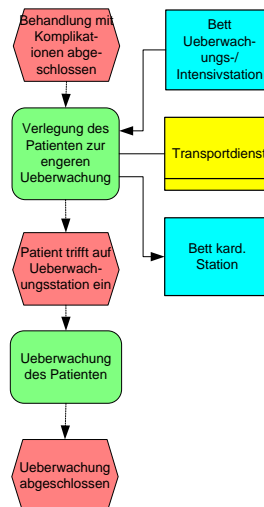 Behandlung mit
Komplikat-
ionen abge-
schlossen
Bett
Ueberwach-
ungs-/
Intensivstation
Verlegung des
Patienten zur
engeren
Ueberwachung
Transportdienst
Patient trifft auf
Ueberwach-
ungsstation ein
Bett kard.
Station
Ueberwachung
des Patienten
Ueberwachung
abgeschlossen